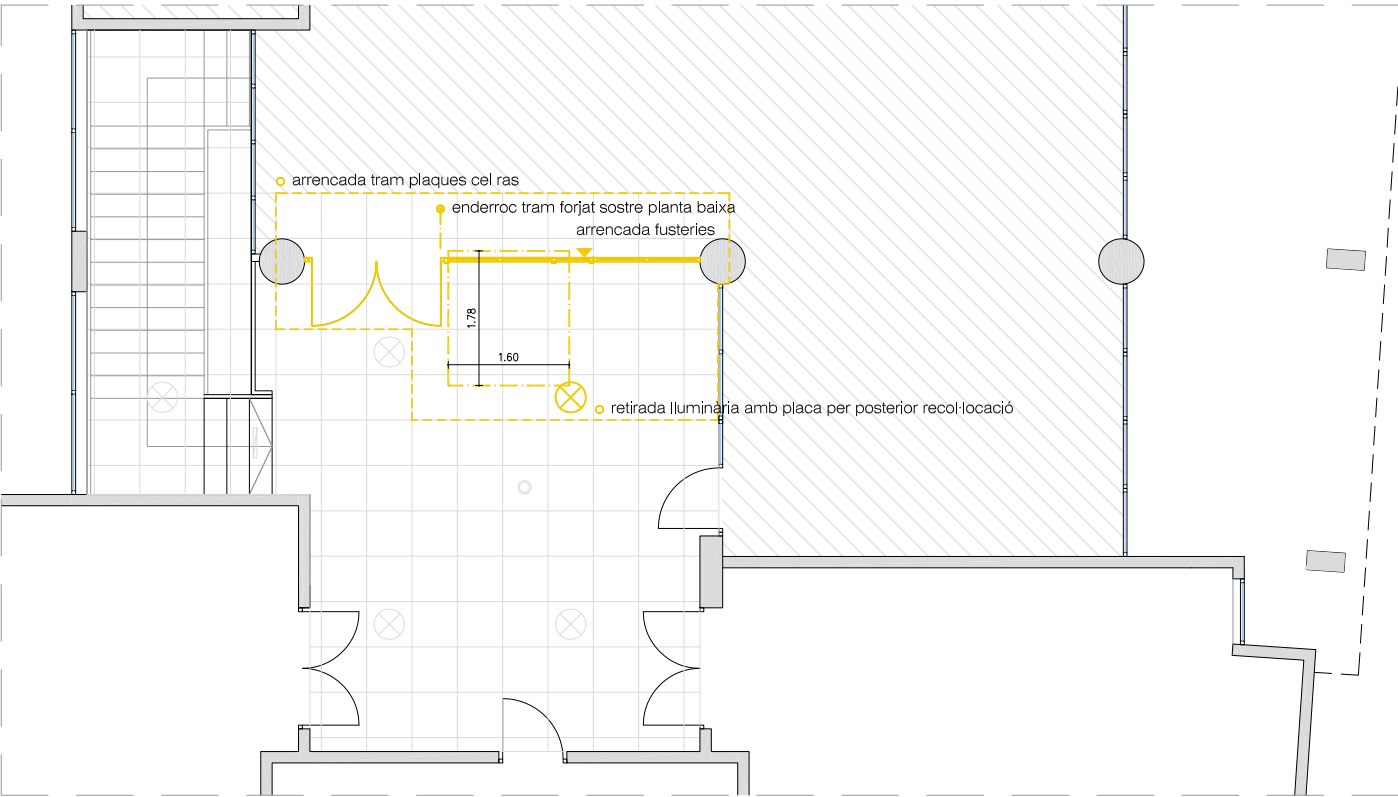 arrencada tram plaques cel ras
enderroc tram forjat sostre planta baixa
arrencada fusteries
1.78
1.60
retirada lluminària amb placa per posterior recol·locació